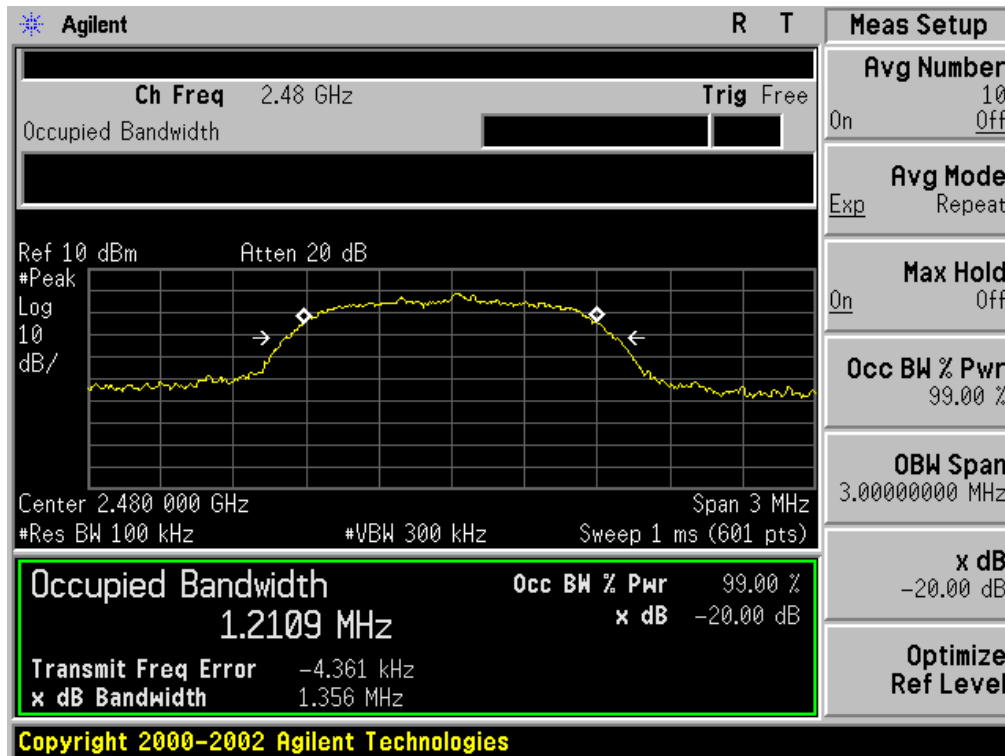 Agilent R T
Ch Freq 2.48 GHz Trig Free
Occupied Bandwidth
Ref 10 dBm Atten 20 dB
#Peak
Log
10
dB/
Center 2.480 000 GHz Span 3 MHz
#Res BW 100 kHz #VBW 300 kHz Sweep 1 ms (601 pts)
Occupied Bandwidth Occ BW % Pwr 99.00 %
1.2109 MHz x dB -20.00 dB
Transmit Freq Error -4.361 kHz
x dB Bandwidth 1.356 MHz
Copyright 2000-2002 Agilent Technologies
Meas Setup
Avg Number
10
On Off
Avg Mode
Exp Repeat
Max Hold
On Off
Occ BW % Pwr
99.00 %
OBW Span
3.00000000 MHz
x dB
-20.00 dB
Optimize
Ref Level